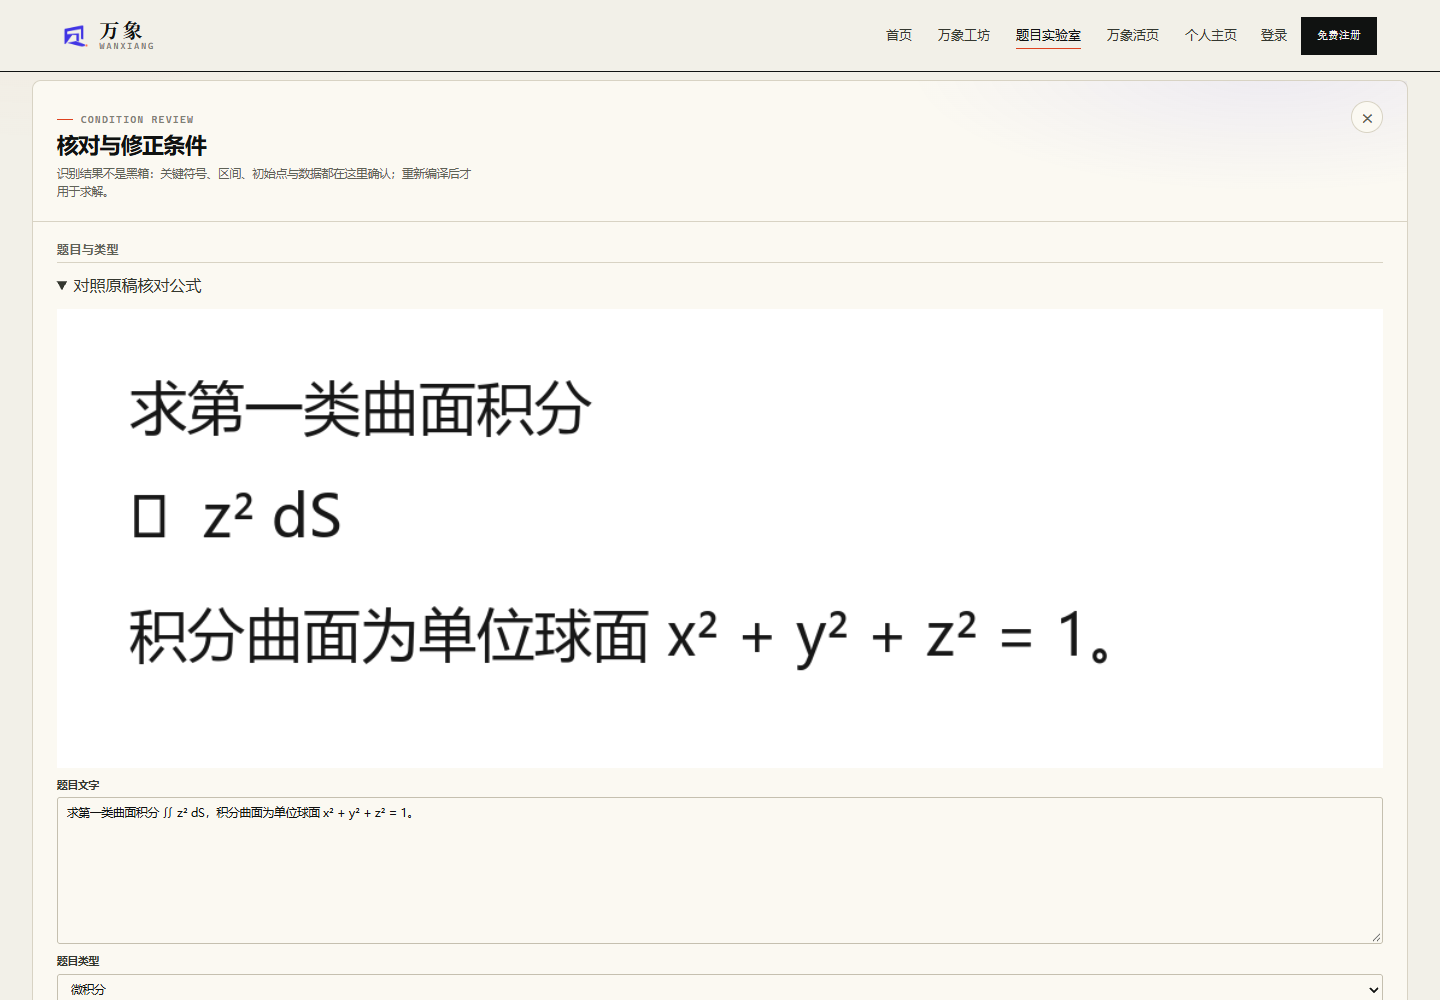 万象
WANXIANG
首页 万象工坊 题目实验室 万象活页 个人主页 登录 免费注册
CONDITION REVIEW
核对与修正条件
识别结果不是黑箱：关键符号、区间、初始点与数据都在这里确认；重新编译后才
用于求解。
题目与类型
▼ 对照原稿核对公式
求第一类曲面积分
□ z² dS
积分曲面为单位球面 x² + y² + z² = 1。
题目文字
求第一类曲面积分 ∬ z² dS，积分曲面为单位球面 x² + y² + z² = 1。
题目类型
微积分